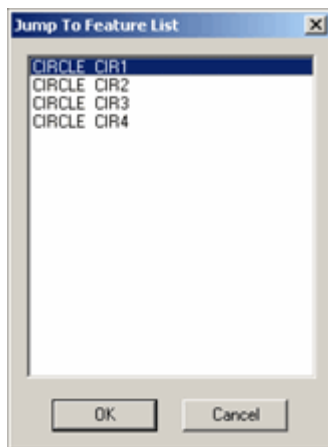 Jump To Feature List
CIRCLE CIR1
CIRCLE CIR2
CIRCLE CIR3
CIRCLE CIR4
OK Cancel